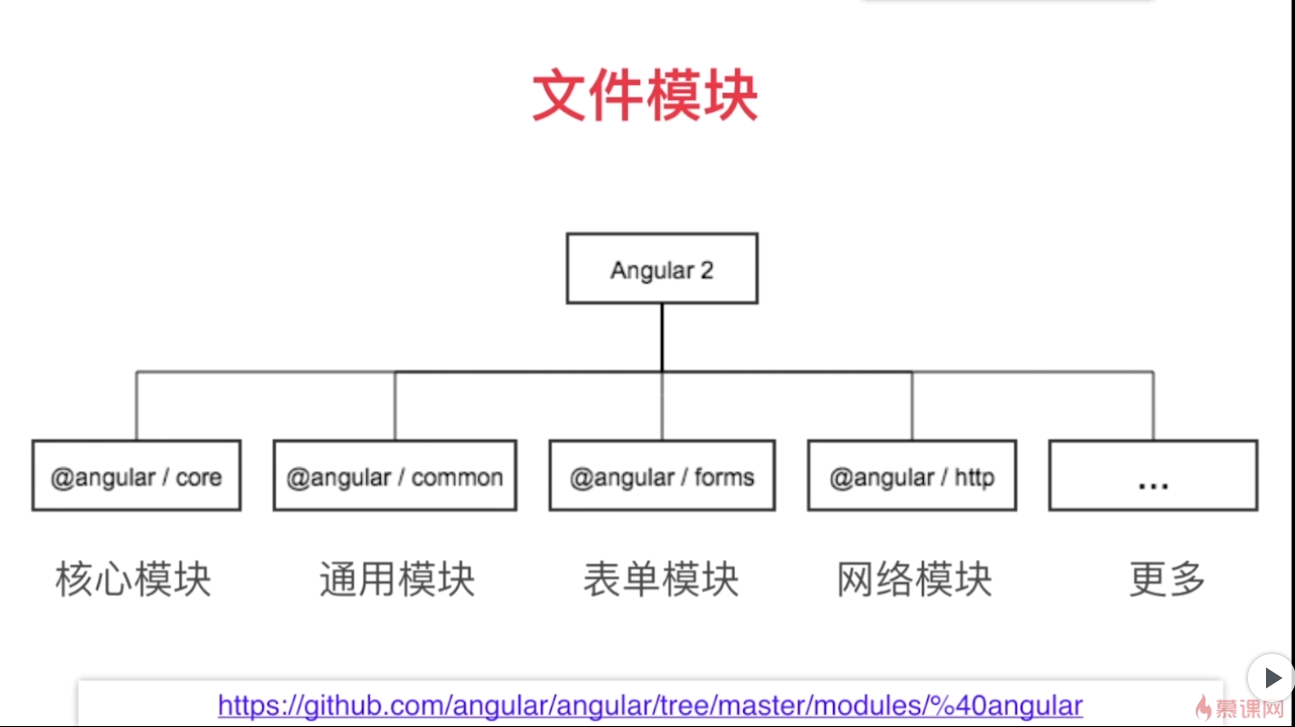 文件模块
Angular 2
@angular / core
@angular / common
@angular / forms
@angular / http
...
核心模块
通用模块
表单模块
网络模块
更多
https://github.com/angular/angular/tree/master/modules/%40angular
慕课网